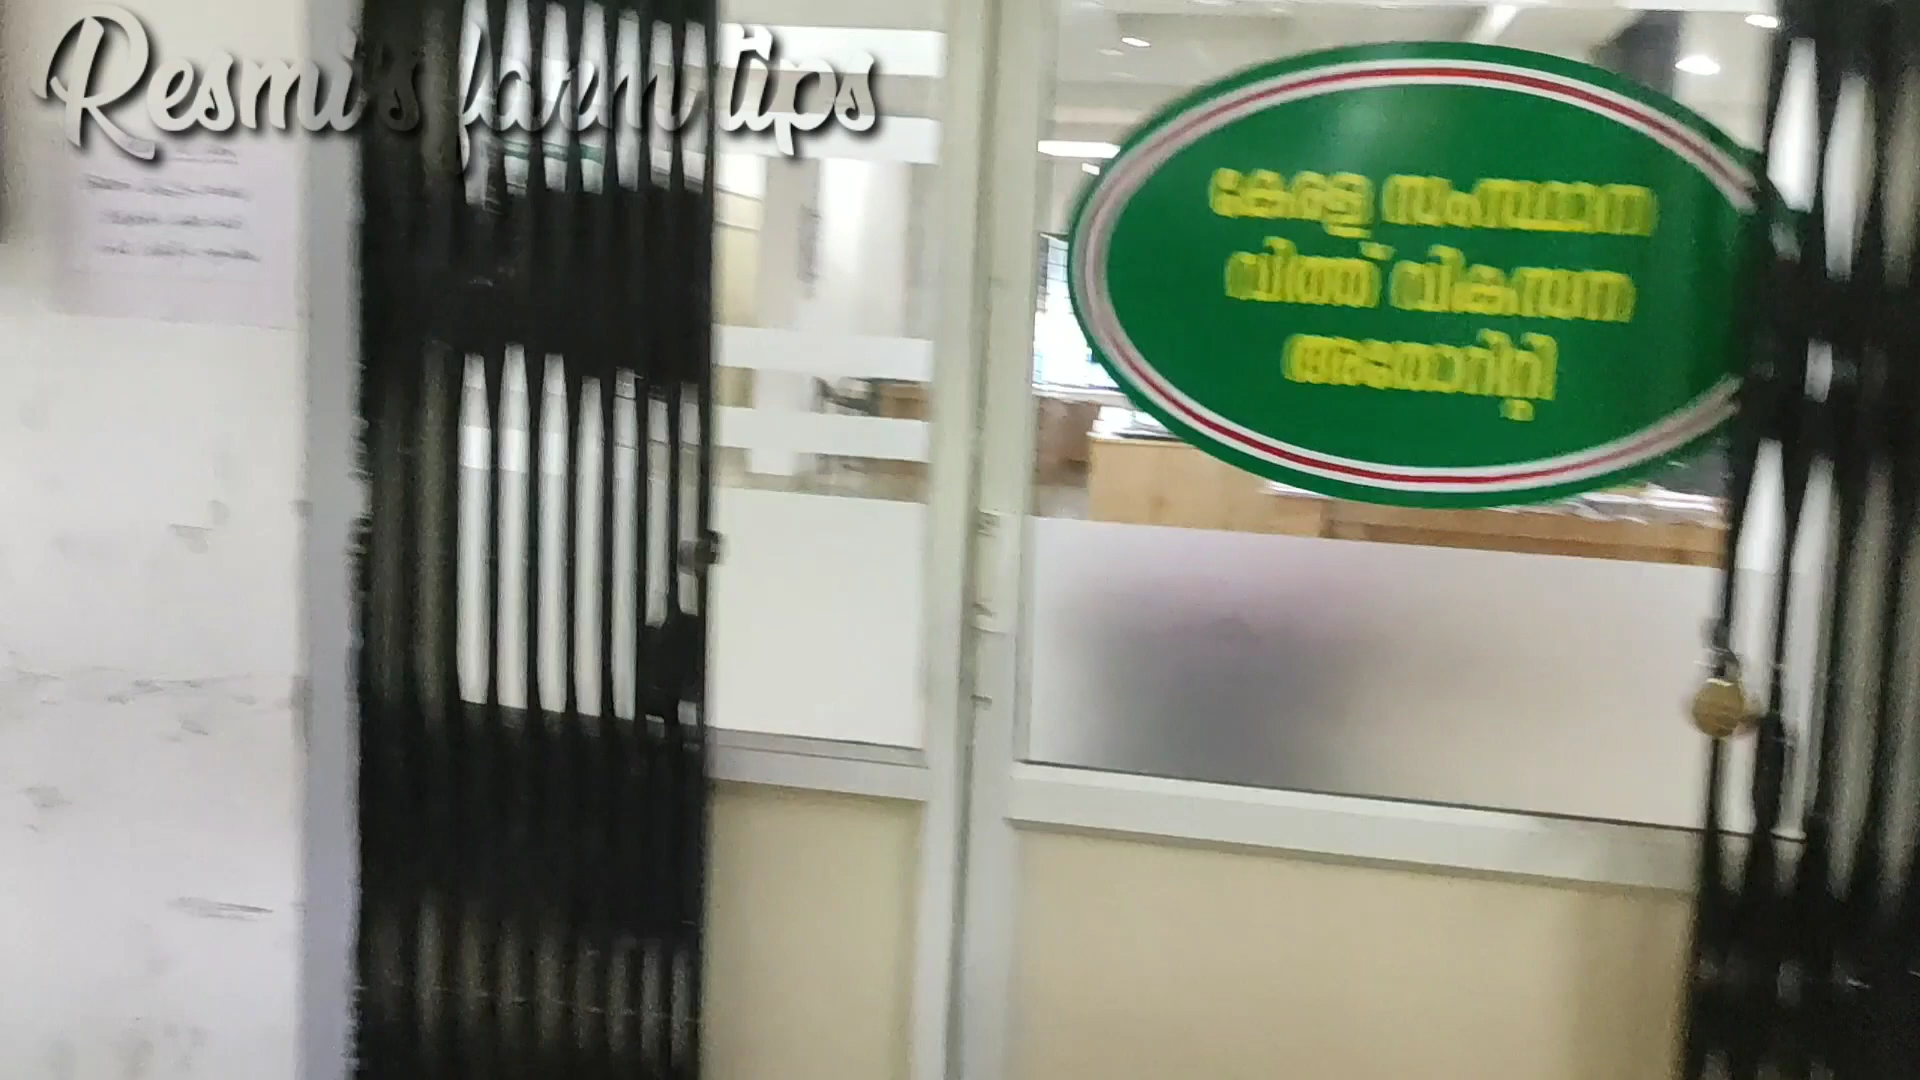 Resmi's farm tips
കേരള സംസ്ഥാന
വിത്ത് വികസന
അതോറിറ്റി